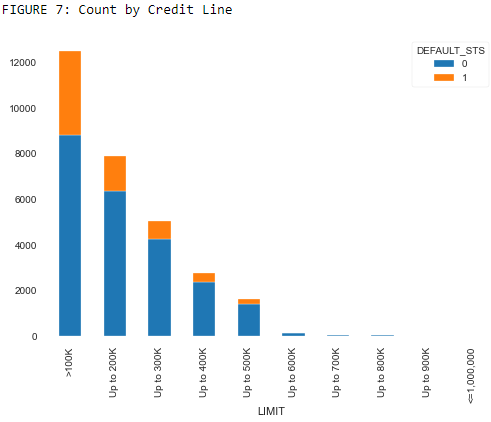 FIGURE 7: Count by Credit Line
DEFAULT_STS
0
1
12000
10000
8000
6000
4000
2000
0
>100K
Up to 200K
Up to 300K
Up to 400K
Up to 500K
Up to 600K
Up to 700K
Up to 800K
Up to 900K
<=1,000,000
LIMIT